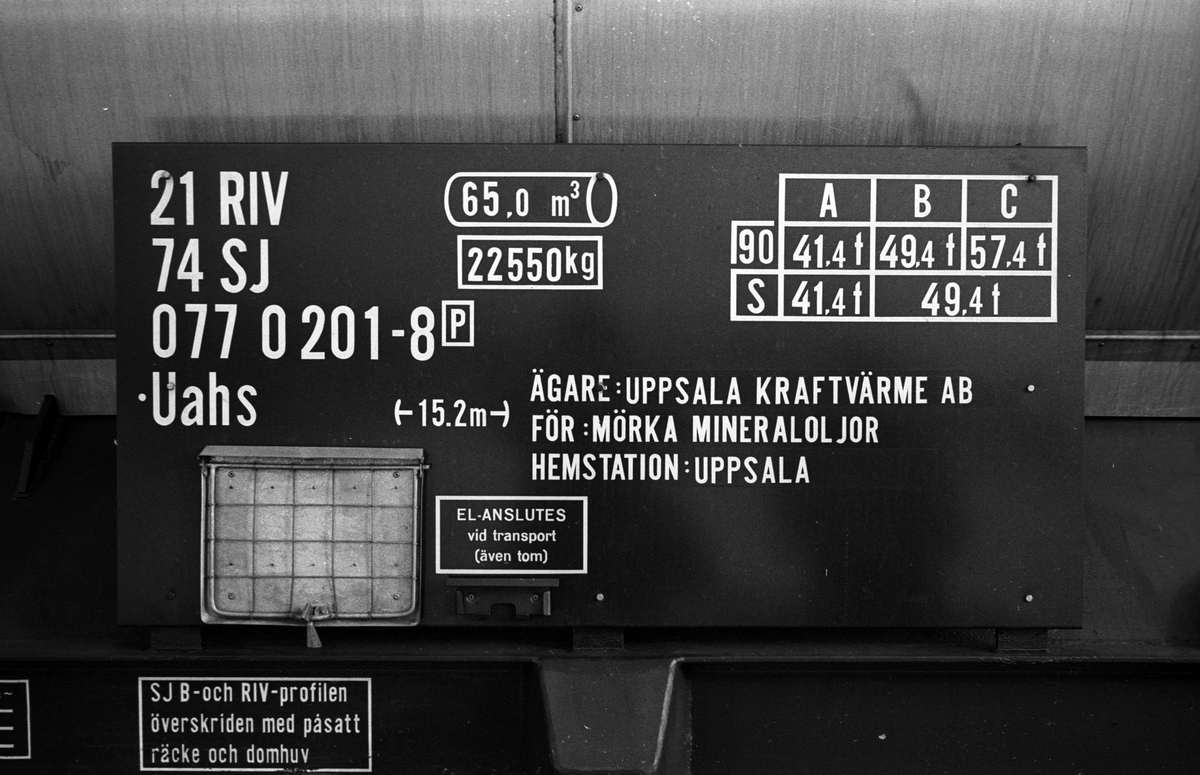 21 RIV
74 SJ
077 0 201-8 P
Uahs
65,0 m³
22550kg
15.2m
A B C
90 41,4 t 49,4 t 57,4 t
S 41,4 t 49,4 t
ÄGARE:UPPSALA KRAFTVÄRME AB
FÖR:MÖRKA MINERALOLJOR
HEMSTATION:UPPSALA
EL-ANSLUTES
vid transport
(även tom)
SJ B-och RIV-profilen
överskriden med påsatt
räcke och domhuv